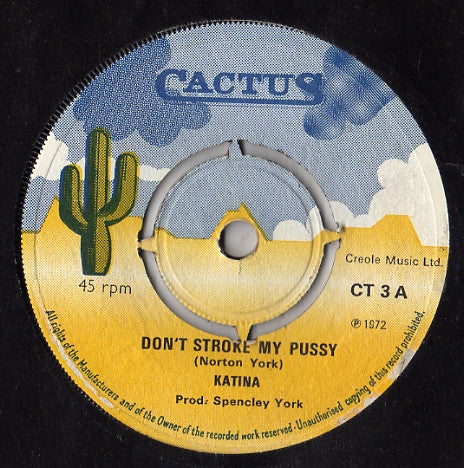 CACTUS
Creole Music Ltd.
45 rpm
CT 3 A
℗ 1972
DON'T STROKE MY PUSSY
(Norton York)
KATINA
Prod: Spencley York
All rights of the Manufacturers and of the Owner of the recorded work reserved - Unauthorised copying of this record prohibited.